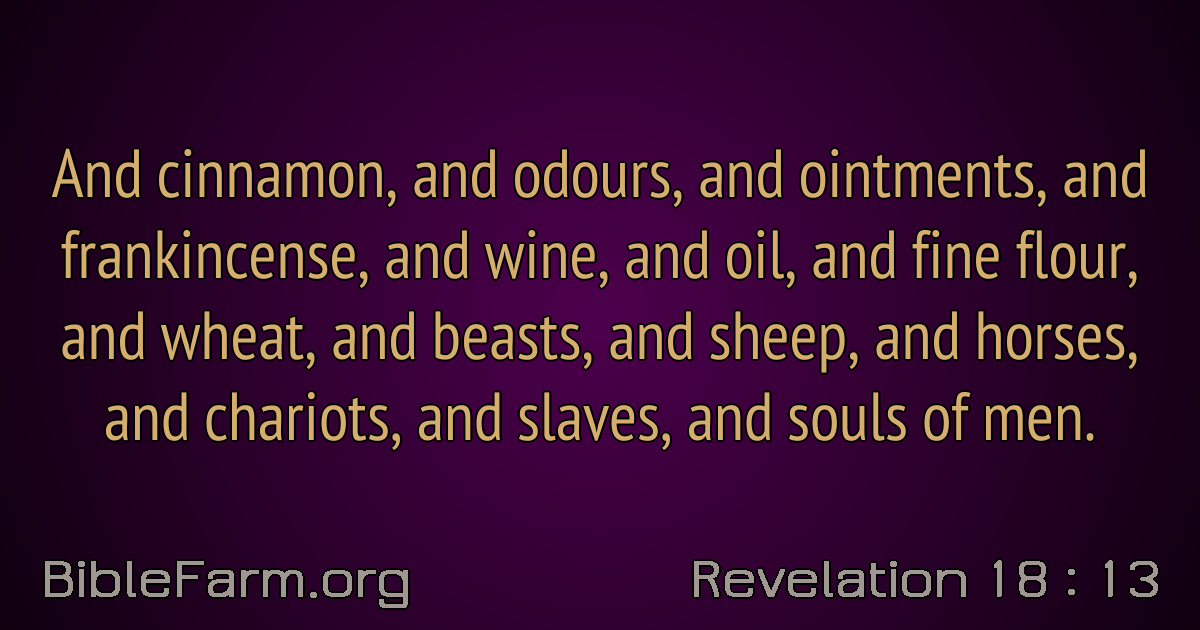 And cinnamon, and odours, and ointments, and
frankincense, and wine, and oil, and fine flour,
and wheat, and beasts, and sheep, and horses,
and chariots, and slaves, and souls of men.
BibleFarm.org
Revelation 18 : 13